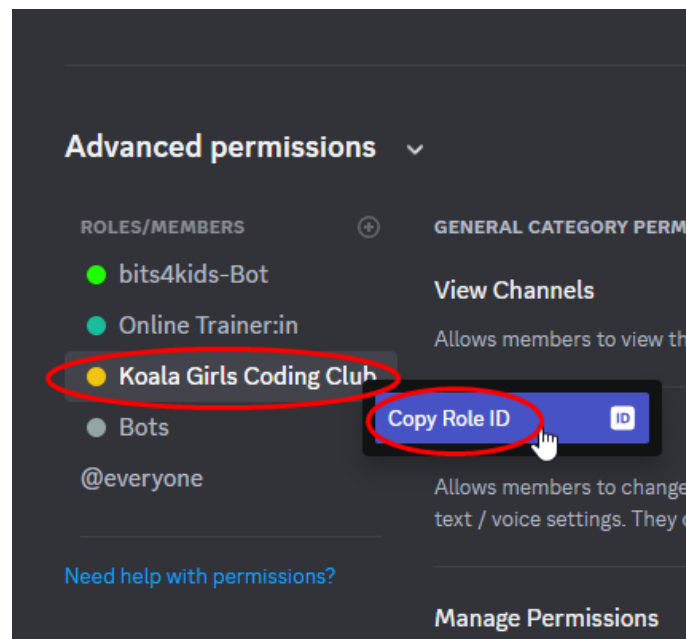 Advanced permissions
ROLES/MEMBERS
bits4kids-Bot
Online Trainer:in
Koala Girls Coding Club
Bots
@everyone
Need help with permissions?
GENERAL CATEGORY PERM
View Channels
Allows members to view th
Copy Role ID
ID
Allows members to change
text / voice settings. They
Manage Permissions